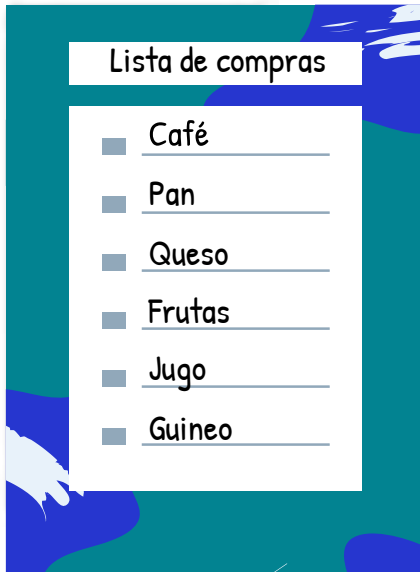 Lista de compras
Café
Pan
Queso
Frutas
Jugo
Guineo